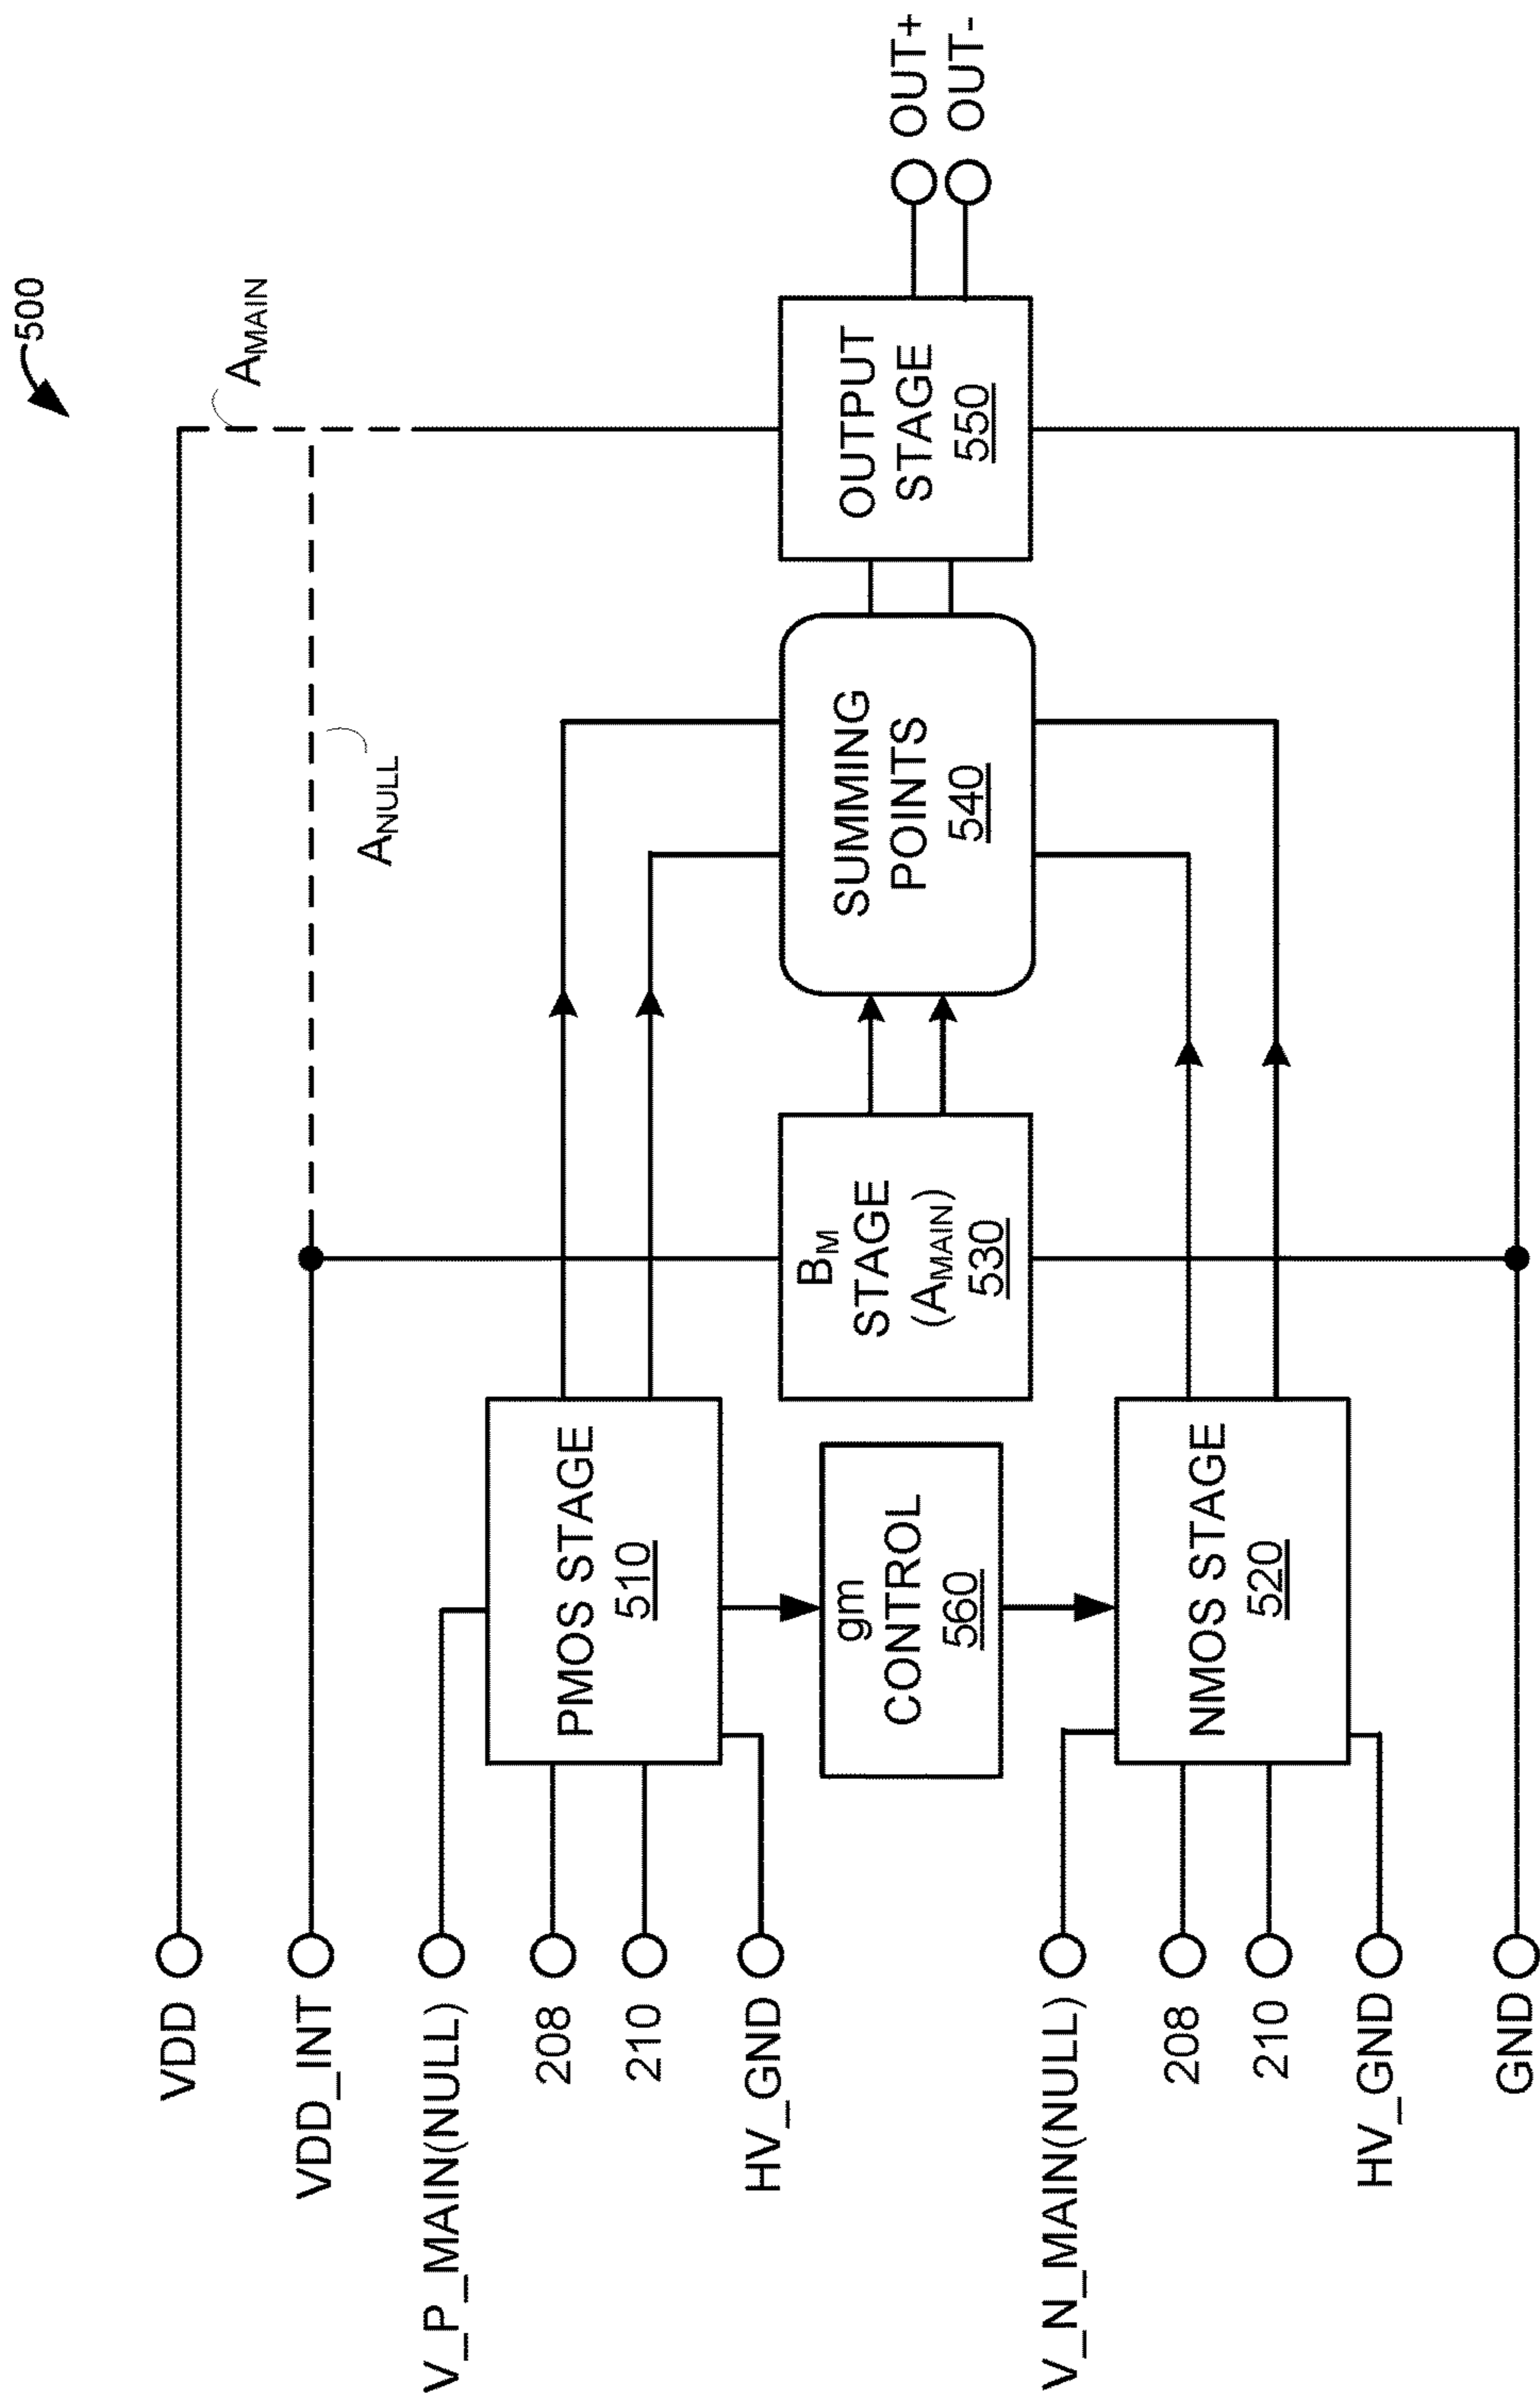 500
VDD
A_MAIN
VDD_INT
A_NULL
V_P_MAIN(NULL)
208
210
HV_GND
PMOS STAGE
510
gm
CONTROL
560
B_M
STAGE
(A_MAIN)
530
SUMMING
POINTS
540
OUTPUT
STAGE
550
OUT+
OUT-
V_N_MAIN(NULL)
208
210
HV_GND
NMOS STAGE
520
GND